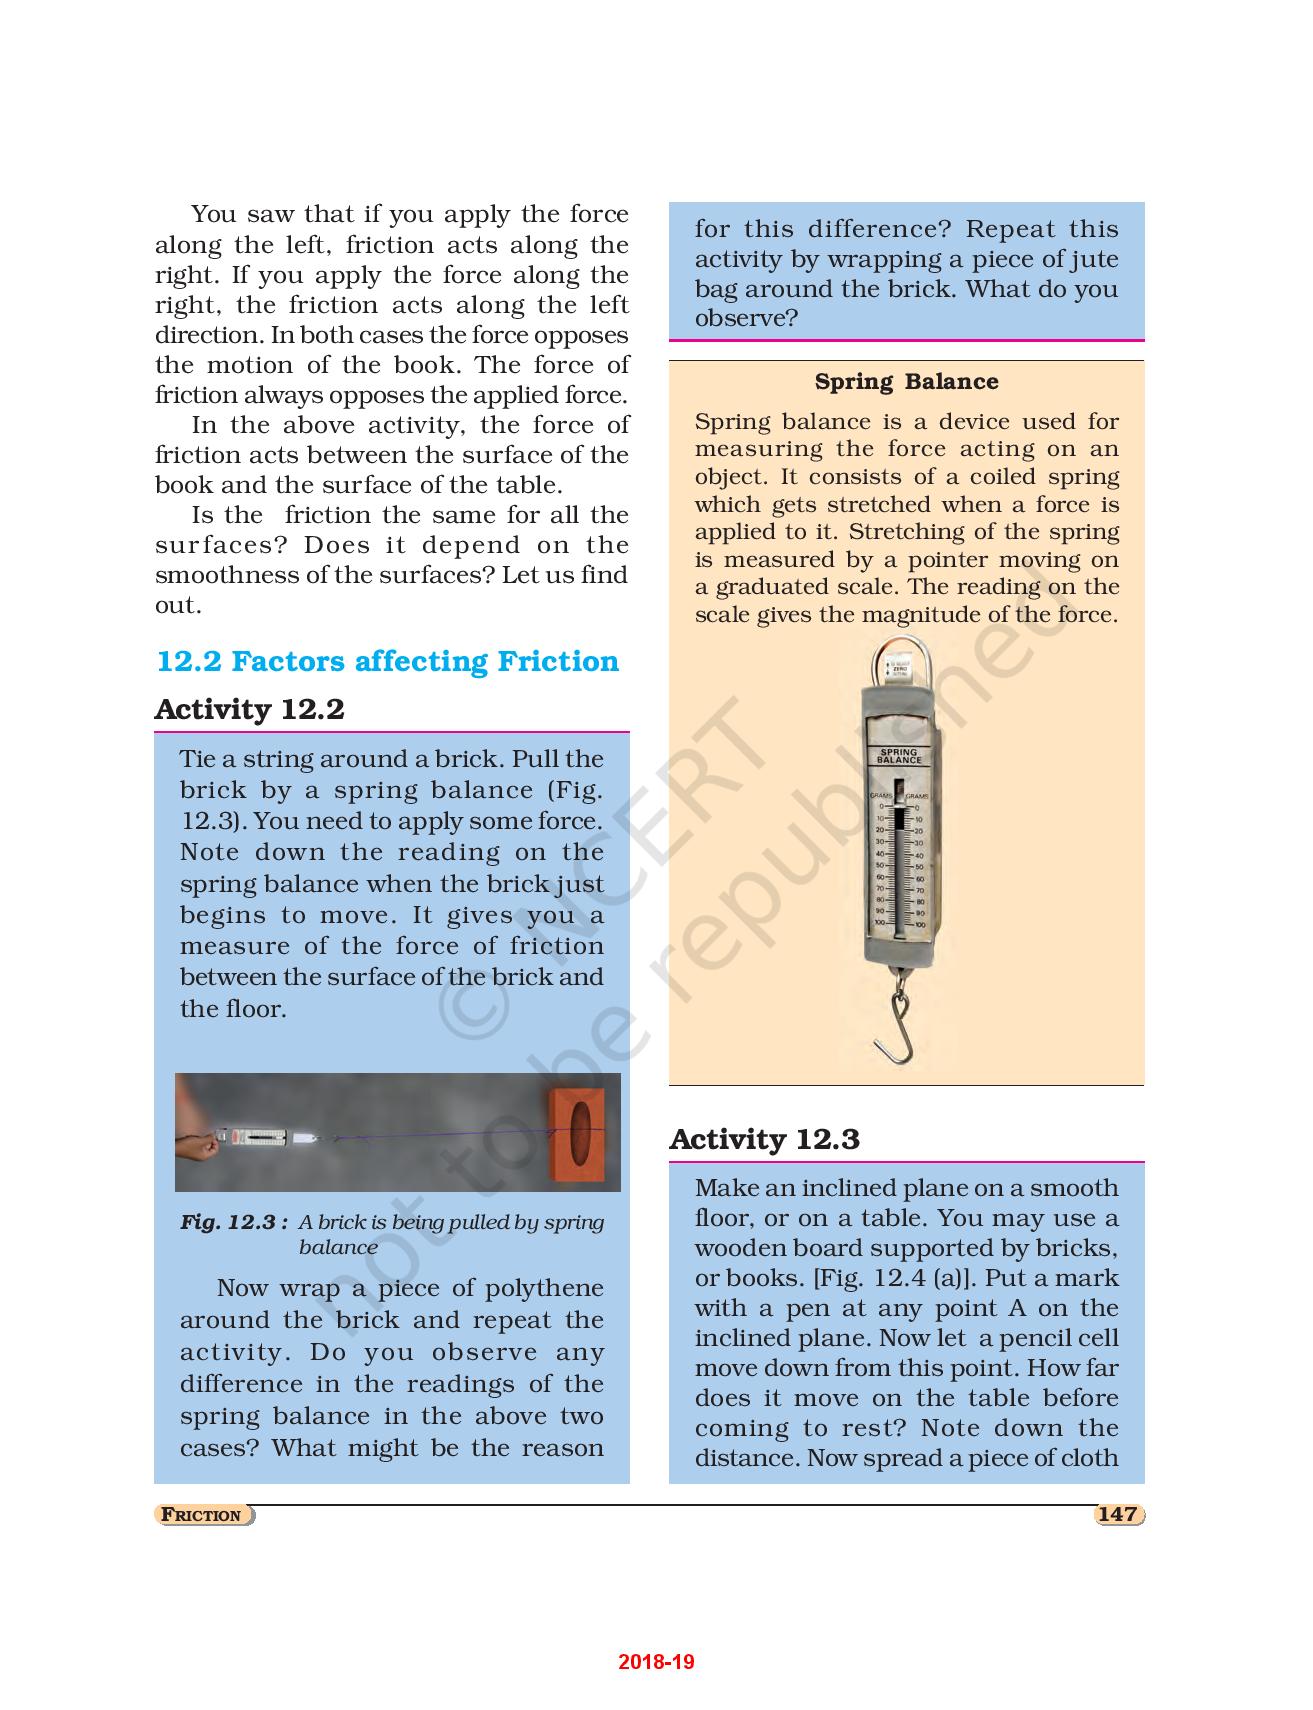 You saw that if you apply the force
along the left, friction acts along the
right. If you apply the force along the
right, the friction acts along the left
direction. In both cases the force opposes
the motion of the book. The force of
friction always opposes the applied force.
In the above activity, the force of
friction acts between the surface of the
book and the surface of the table.
Is the friction the same for all the
surfaces? Does it depend on the
smoothness of the surfaces? Let us find
out.
12.2 Factors affecting Friction
Activity 12.2
Tie a string around a brick. Pull the
brick by a spring balance (Fig.
12.3). You need to apply some force.
Note down the reading on the
spring balance when the brick just
begins to move. It gives you a
measure of the force of friction
between the surface of the brick and
the floor.
Fig. 12.3 : A brick is being pulled by spring
balance
Now wrap a piece of polythene
around the brick and repeat the
activity. Do you observe any
difference in the readings of the
spring balance in the above two
cases? What might be the reason
for this difference? Repeat this
activity by wrapping a piece of jute
bag around the brick. What do you
observe?
Spring Balance
Spring balance is a device used for
measuring the force acting on an
object. It consists of a coiled spring
which gets stretched when a force is
applied to it. Stretching of the spring
is measured by a pointer moving on
a graduated scale. The reading on the
scale gives the magnitude of the force.
ZERO
SPRING
BALANCE
GRAMS GRAMS
0 0
10 10
20 20
30 30
40 40
50 50
60 60
70 70
80 80
90 90
100 100
Activity 12.3
Make an inclined plane on a smooth
floor, or on a table. You may use a
wooden board supported by bricks,
or books. [Fig. 12.4 (a)]. Put a mark
with a pen at any point A on the
inclined plane. Now let a pencil cell
move down from this point. How far
does it move on the table before
coming to rest? Note down the
distance. Now spread a piece of cloth
© NCERT
not to be republished
FRICTION
147
2018-19